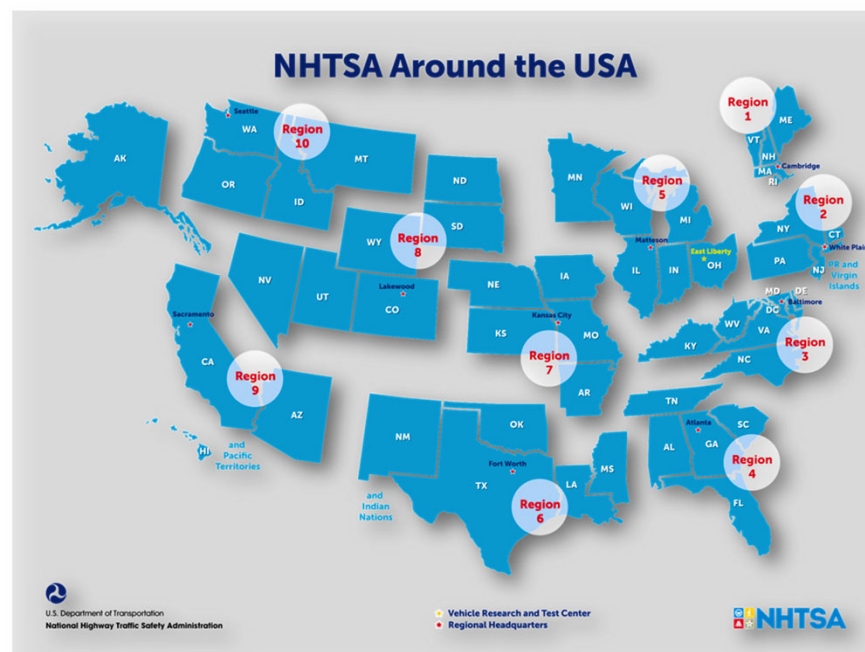 NHTSA Around the USA
Seattle
WA
Region
10
MT
OR
ID
AK
ND
SD
WY
Region
8
MN
WI
Region
5
MI
Region
1
ME
VT
NH
MA
RI
Cambridge
Region
2
NY
CT
White Plain
PA
NJ
PR and
Virgin
Islands
Matteson
East Liberty
IL
IN
OH
NV
UT
Lakewood
CO
NE
IA
Kansas City
KS
MO
Region
7
AR
MD
DE
DC
Baltimore
WV
VA
KY
NC
Region
3
Sacramento
CA
Region
9
AZ
HI
and
Pacific
Territories
NM
OK
Fort Worth
TX
and
Indian
Nations
LA
MS
Region
6
TN
Atlanta
SC
AL
GA
Region
4
FL
U.S. Department of Transportation
National Highway Traffic Safety Administration
Vehicle Research and Test Center
Regional Headquarters
NHTSA